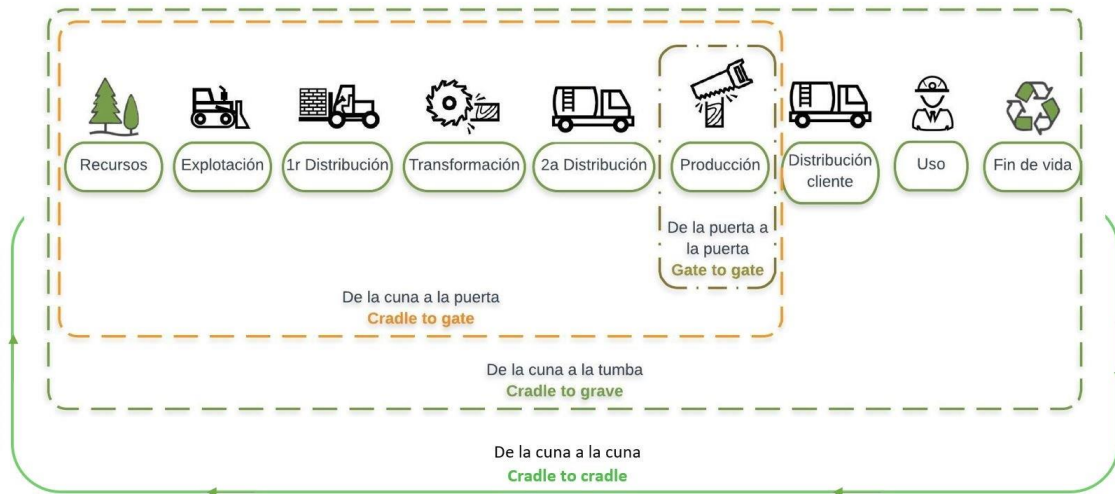 Recursos
Explotación
1r Distribución
Transformación
2a Distribución
Producción
Distribución
cliente
Uso
Fin de vida
De la puerta a
la puerta
Gate to gate
De la cuna a la puerta
Cradle to gate
De la cuna a la tumba
Cradle to grave
De la cuna a la cuna
Cradle to cradle